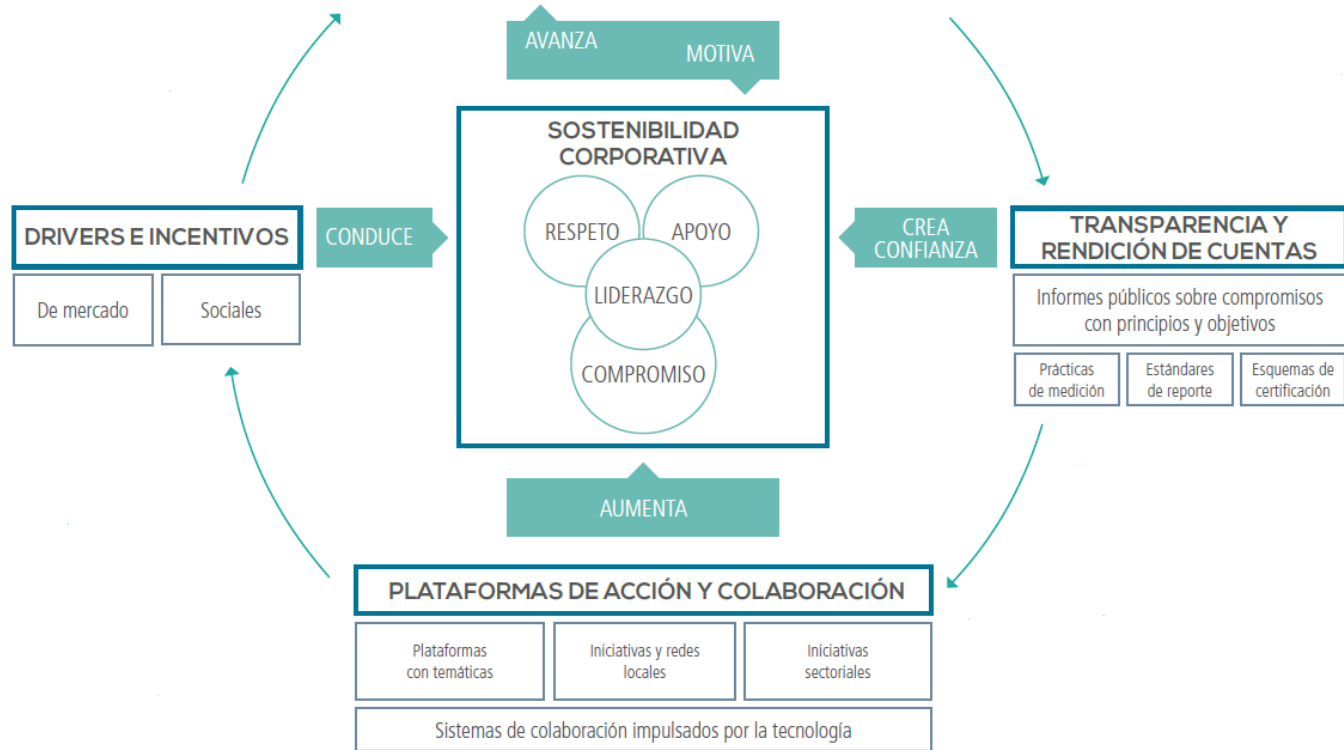 AVANZA
MOTIVA
SOSTENIBILIDAD
CORPORATIVA
RESPETO
APOYO
LIDERAZGO
COMPROMISO
DRIVERS E INCENTIVOS
De mercado
Sociales
CONDUCE
CREA
CONFIANZA
TRANSPARENCIA Y
RENDICIÓN DE CUENTAS
Informes públicos sobre compromisos
con principios y objetivos
Prácticas
de medición
Estándares
de reporte
Esquemas de
certificación
AUMENTA
PLATAFORMAS DE ACCIÓN Y COLABORACIÓN
Plataformas
con temáticas
Iniciativas y redes
locales
Iniciativas
sectoriales
Sistemas de colaboración impulsados por la tecnología